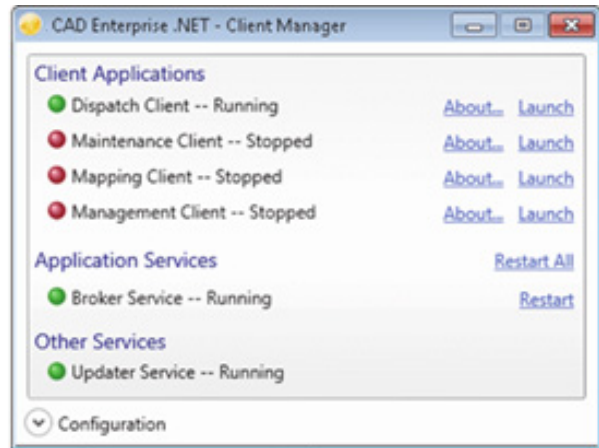 CAD Enterprise .NET - Client Manager
Client Applications
Dispatch Client -- Running About... Launch
Maintenance Client -- Stopped About... Launch
Mapping Client -- Stopped About... Launch
Management Client -- Stopped About... Launch
Application Services Restart All
Broker Service -- Running Restart
Other Services
Updater Service -- Running
Configuration